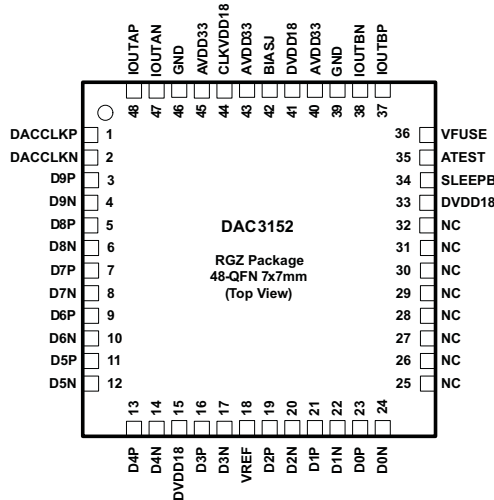 IOUTAP
IOUTAN
GND
AVDD33
CLKVDD18
AVDD33
BIASJ
DVDD18
AVDD33
GND
IOUTBN
IOUTBP
48
47
46
45
44
43
42
41
40
39
38
37
DACCLKP 1
DACCLKN 2
D9P 3
D9N 4
D8P 5
D8N 6
D7P 7
D7N 8
D6P 9
D6N 10
D5P 11
D5N 12
DAC3152
RGZ Package
48-QFN 7x7mm
(Top View)
36 VFUSE
35 ATEST
34 SLEEPB
33 DVDD18
32 NC
31 NC
30 NC
29 NC
28 NC
27 NC
26 NC
25 NC
13
14
15
16
17
18
19
20
21
22
23
24
D4P
D4N
DVDD18
D3P
D3N
VREF
D2P
D2N
D1P
D1N
D0P
D0N